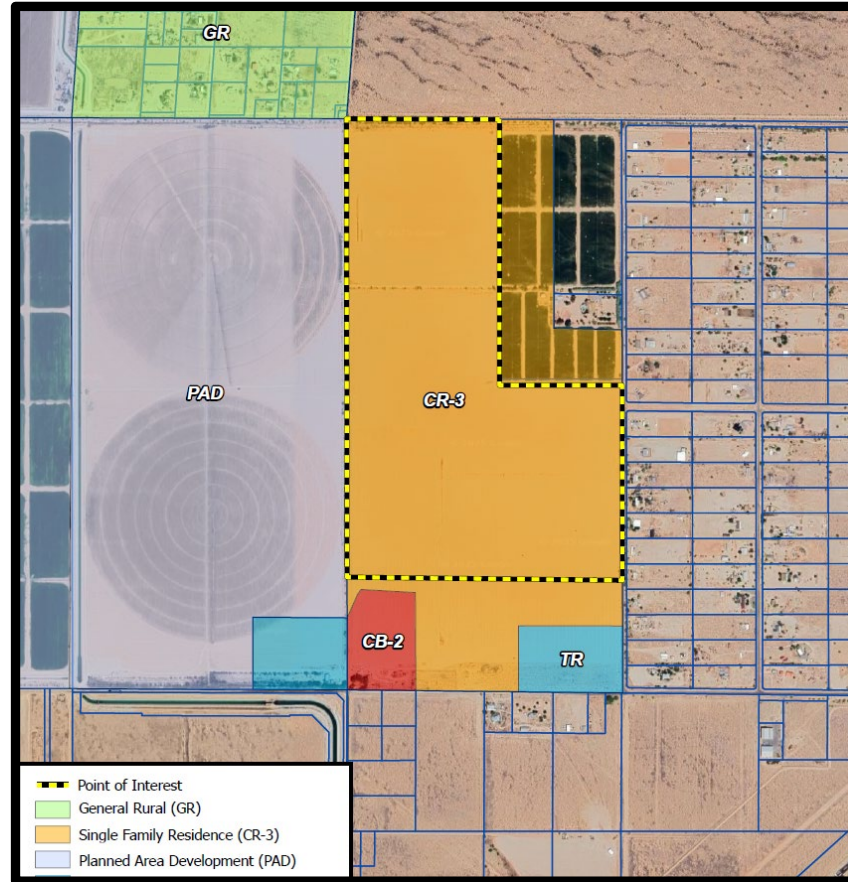 GR
PAD
CR-3
CB-2
TR
Point of Interest
General Rural (GR)
Single Family Residence (CR-3)
Planned Area Development (PAD)